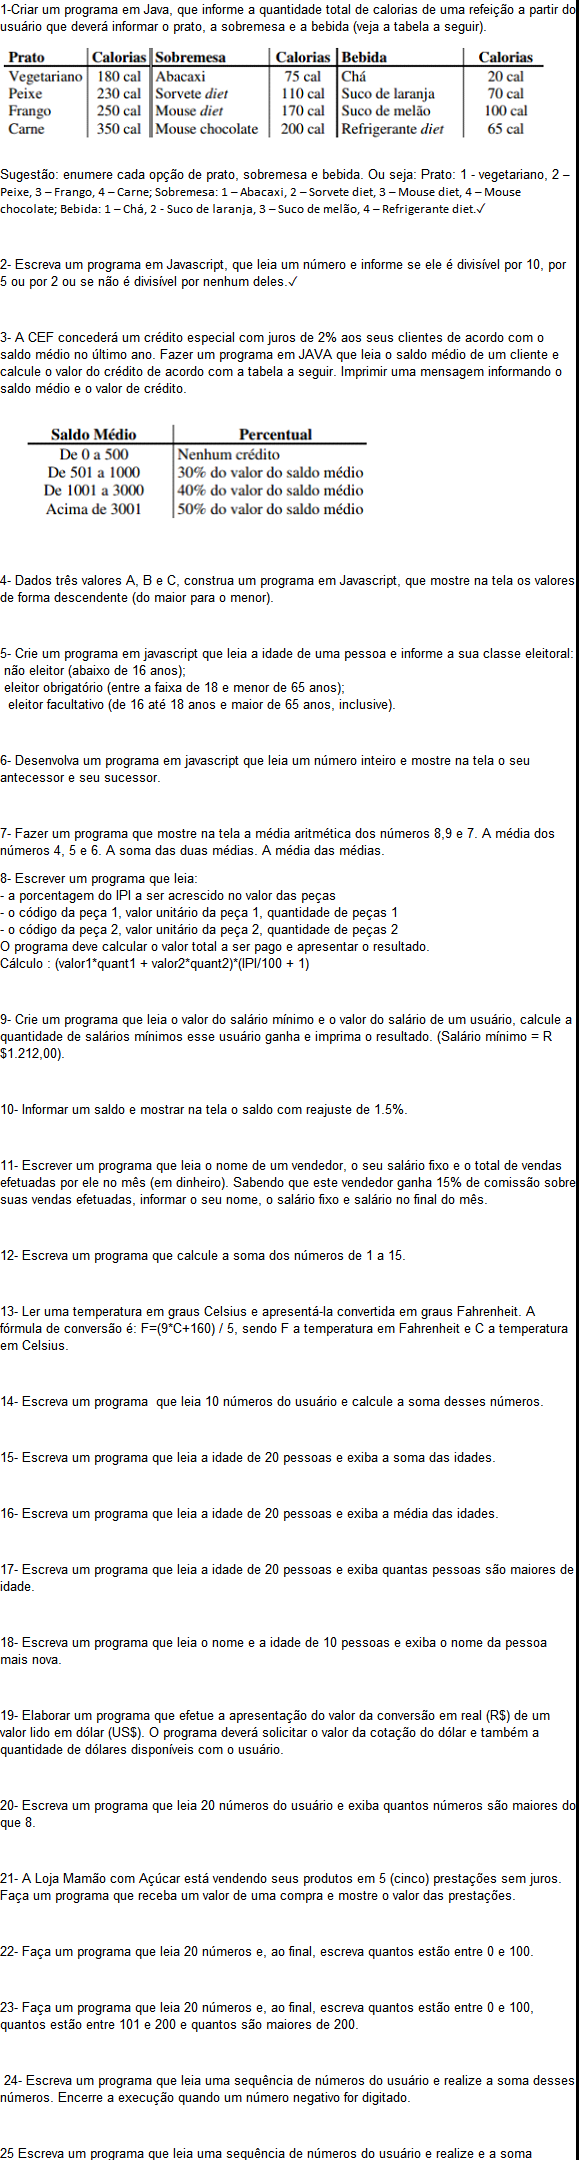 1-Criar um programa em Java, que informe a quantidade total de calorias de uma refeição a partir do
usuário que deverá informar o prato, a sobremesa e a bebida (veja a tabela a seguir).
Prato Calorias Sobremesa Calorias Bebida Calorias
Vegetariano 180 cal Abacaxi 75 cal Chá 20 cal
Peixe 230 cal Sorvete diet 110 cal Suco de laranja 70 cal
Frango 250 cal Mouse diet 170 cal Suco de melão 100 cal
Carne 350 cal Mouse chocolate 200 cal Refrigerante diet 65 cal
Sugestão: enumere cada opção de prato, sobremesa e bebida. Ou seja: Prato: 1 - vegetariano, 2 –
Peixe, 3 – Frango, 4 – Carne; Sobremesa: 1 – Abacaxi, 2 – Sorvete diet, 3 – Mouse diet, 4 – Mouse
chocolate; Bebida: 1 – Chá, 2 - Suco de laranja, 3 – Suco de melão, 4 – Refrigerante diet.✓
2- Escreva um programa em Javascript, que leia um número e informe se ele é divisível por 10, por
5 ou por 2 ou se não é divisível por nenhum deles.✓
3- A CEF concederá um crédito especial com juros de 2% aos seus clientes de acordo com o
saldo médio no último ano. Fazer um programa em JAVA que leia o saldo médio de um cliente e
calcule o valor do crédito de acordo com a tabela a seguir. Imprimir uma mensagem informando o
saldo médio e o valor de crédito.
Saldo Médio Percentual
De 0 a 500 Nenhum crédito
De 501 a 1000 30% do valor do saldo médio
De 1001 a 3000 40% do valor do saldo médio
Acima de 3001 50% do valor do saldo médio
4- Dados três valores A, B e C, construa um programa em Javascript, que mostre na tela os valores
de forma descendente (do maior para o menor).
5- Crie um programa em javascript que leia a idade de uma pessoa e informe a sua classe eleitoral:
não eleitor (abaixo de 16 anos);
eleitor obrigatório (entre a faixa de 18 e menor de 65 anos);
eleitor facultativo (de 16 até 18 anos e maior de 65 anos, inclusive).
6- Desenvolva um programa em javascript que leia um número inteiro e mostre na tela o seu
antecessor e seu sucessor.
7- Fazer um programa que mostre na tela a média aritmética dos números 8,9 e 7. A média dos
números 4, 5 e 6. A soma das duas médias. A média das médias.
8- Escrever um programa que leia:
- a porcentagem do IPI a ser acrescido no valor das peças
- o código da peça 1, valor unitário da peça 1, quantidade de peças 1
- o código da peça 2, valor unitário da peça 2, quantidade de peças 2
O programa deve calcular o valor total a ser pago e apresentar o resultado.
Cálculo : (valor1*quant1 + valor2*quant2)*(IPI/100 + 1)
9- Crie um programa que leia o valor do salário mínimo e o valor do salário de um usuário, calcule a
quantidade de salários mínimos esse usuário ganha e imprima o resultado. (Salário mínimo = R
$1.212,00).
10- Informar um saldo e mostrar na tela o saldo com reajuste de 1.5%.
11- Escrever um programa que leia o nome de um vendedor, o seu salário fixo e o total de vendas
efetuadas por ele no mês (em dinheiro). Sabendo que este vendedor ganha 15% de comissão sobre
suas vendas efetuadas, informar o seu nome, o salário fixo e salário no final do mês.
12- Escreva um programa que calcule a soma dos números de 1 a 15.
13- Ler uma temperatura em graus Celsius e apresentá-la convertida em graus Fahrenheit. A
fórmula de conversão é: F=(9*C+160) / 5, sendo F a temperatura em Fahrenheit e C a temperatura
em Celsius.
14- Escreva um programa  que leia 10 números do usuário e calcule a soma desses números.
15- Escreva um programa que leia a idade de 20 pessoas e exiba a soma das idades.
16- Escreva um programa que leia a idade de 20 pessoas e exiba a média das idades.
17- Escreva um programa que leia a idade de 20 pessoas e exiba quantas pessoas são maiores de
idade.
18- Escreva um programa que leia o nome e a idade de 10 pessoas e exiba o nome da pessoa
mais nova.
19- Elaborar um programa que efetue a apresentação do valor da conversão em real (R$) de um
valor lido em dólar (US$). O programa deverá solicitar o valor da cotação do dólar e também a
quantidade de dólares disponíveis com o usuário.
20- Escreva um programa que leia 20 números do usuário e exiba quantos números são maiores do
que 8.
21- A Loja Mamão com Açúcar está vendendo seus produtos em 5 (cinco) prestações sem juros.
Faça um programa que receba um valor de uma compra e mostre o valor das prestações.
22- Faça um programa que leia 20 números e, ao final, escreva quantos estão entre 0 e 100.
23- Faça um programa que leia 20 números e, ao final, escreva quantos estão entre 0 e 100,
quantos estão entre 101 e 200 e quantos são maiores de 200.
24- Escreva um programa que leia uma sequência de números do usuário e realize a soma desses
números. Encerre a execução quando um número negativo for digitado.
25 Escreva um programa que leia uma sequência de números do usuário e realize e a soma